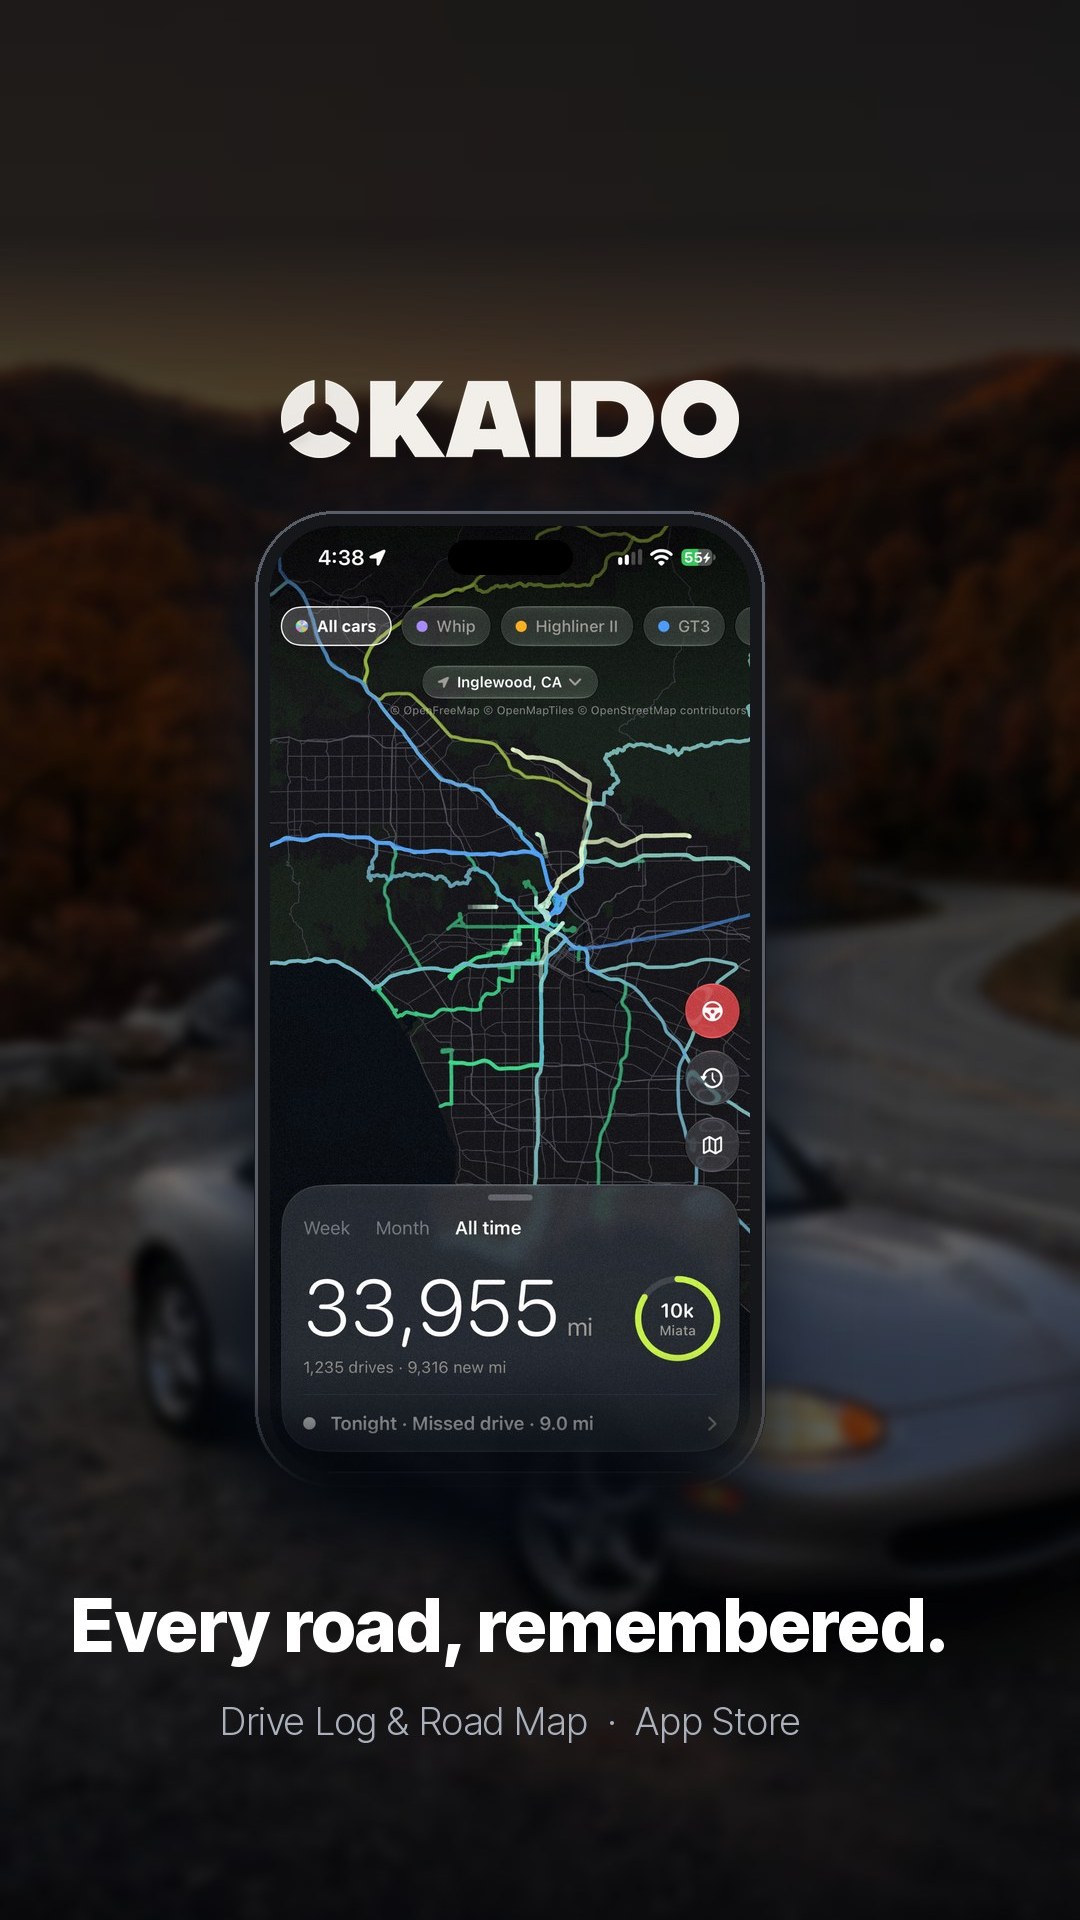 KAIDO
4:38
55
All cars
Whip
Highliner II
GT3
Inglewood, CA
© OpenFreeMap © OpenMapTiles © OpenStreetMap contributors
Week Month All time
33,955 mi
10k
Miata
1,235 drives · 9,316 new mi
Tonight · Missed drive · 9.0 mi
Every road, remembered.
Drive Log & Road Map · App Store